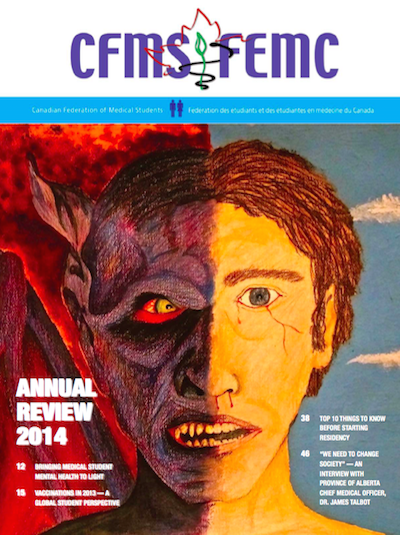 CFMS FEMC
Canadian Federation of Medical Students Fédération des étudiants et des étudiantes en médecine du Canada
ANNUAL
REVIEW
2014
12 BRINGING MEDICAL STUDENT
MENTAL HEALTH TO LIGHT
15 VACCINATIONS IN 2013 — A
GLOBAL STUDENT PERSPECTIVE
38 TOP 10 THINGS TO KNOW
BEFORE STARTING
RESIDENCY
46 "WE NEED TO CHANGE
SOCIETY" — AN
INTERVIEW WITH
PROVINCE OF ALBERTA
CHIEF MEDICAL OFFICER,
DR. JAMES TALBOT